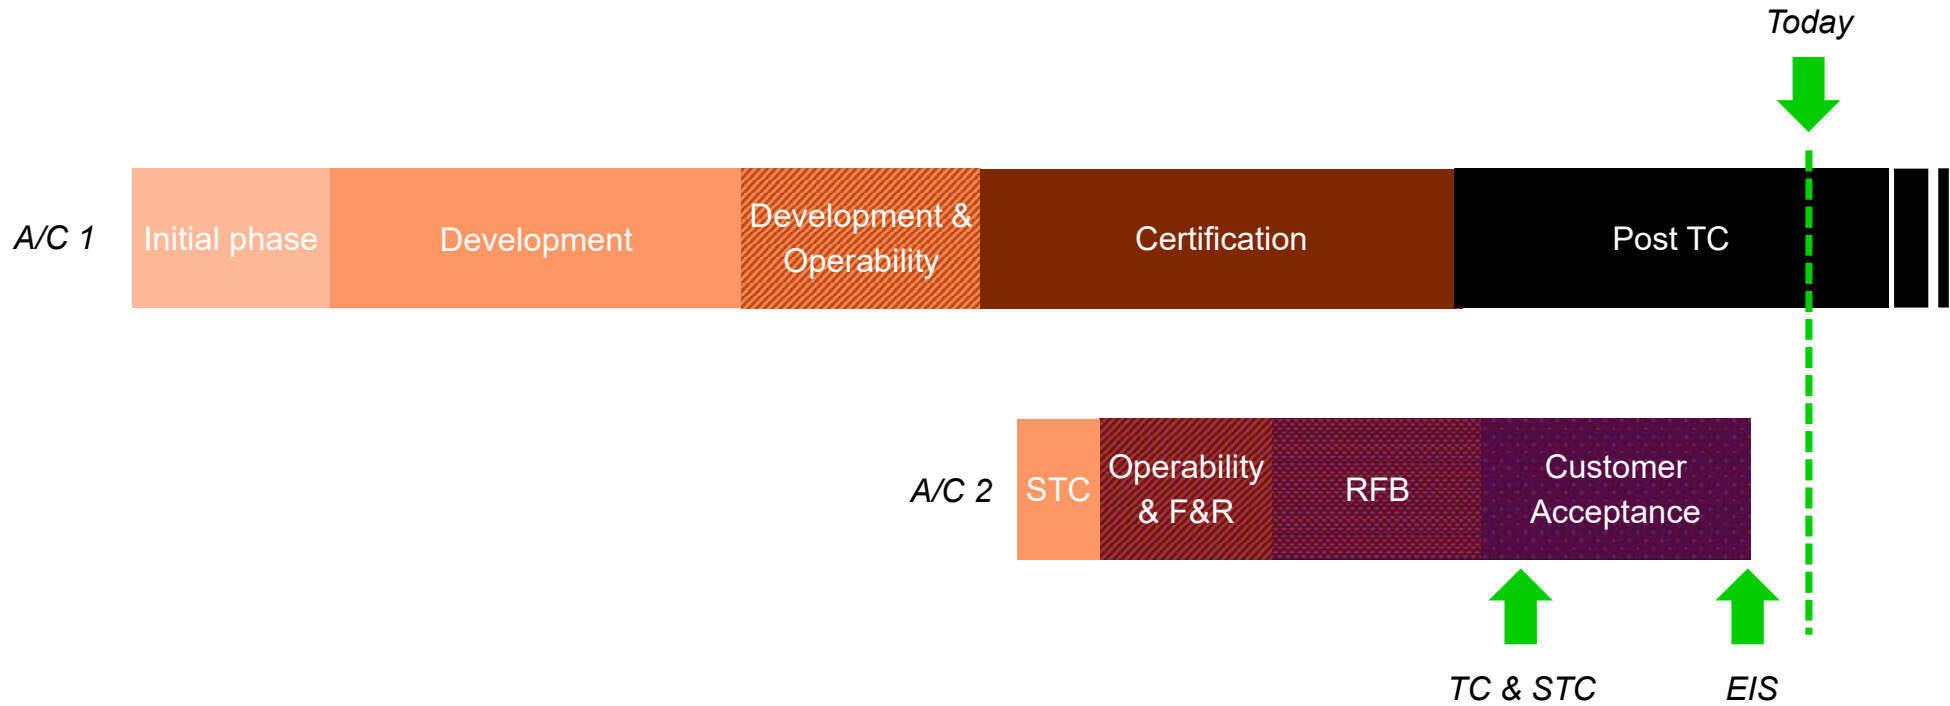 Today
A/C 1
Initial phase
Development
Development &
Operability
Certification
Post TC
A/C 2
STC
Operability
& F&R
RFB
Customer
Acceptance
TC & STC
EIS